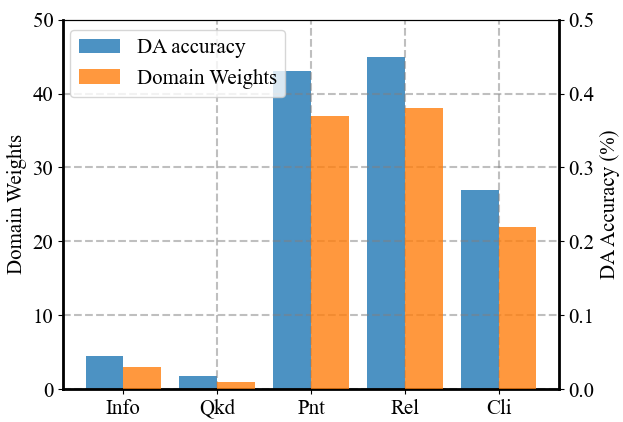 50
40
30
20
10
0
Domain Weights
DA accuracy
Domain Weights
0.5
0.4
0.3
0.2
0.1
0.0
DA Accuracy (%)
Info
Qkd
Pnt
Rel
Cli